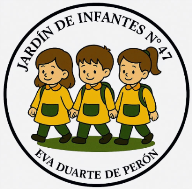 JARDÍN DE INFANTES N° 47
EVA DUARTE DE PERÓN